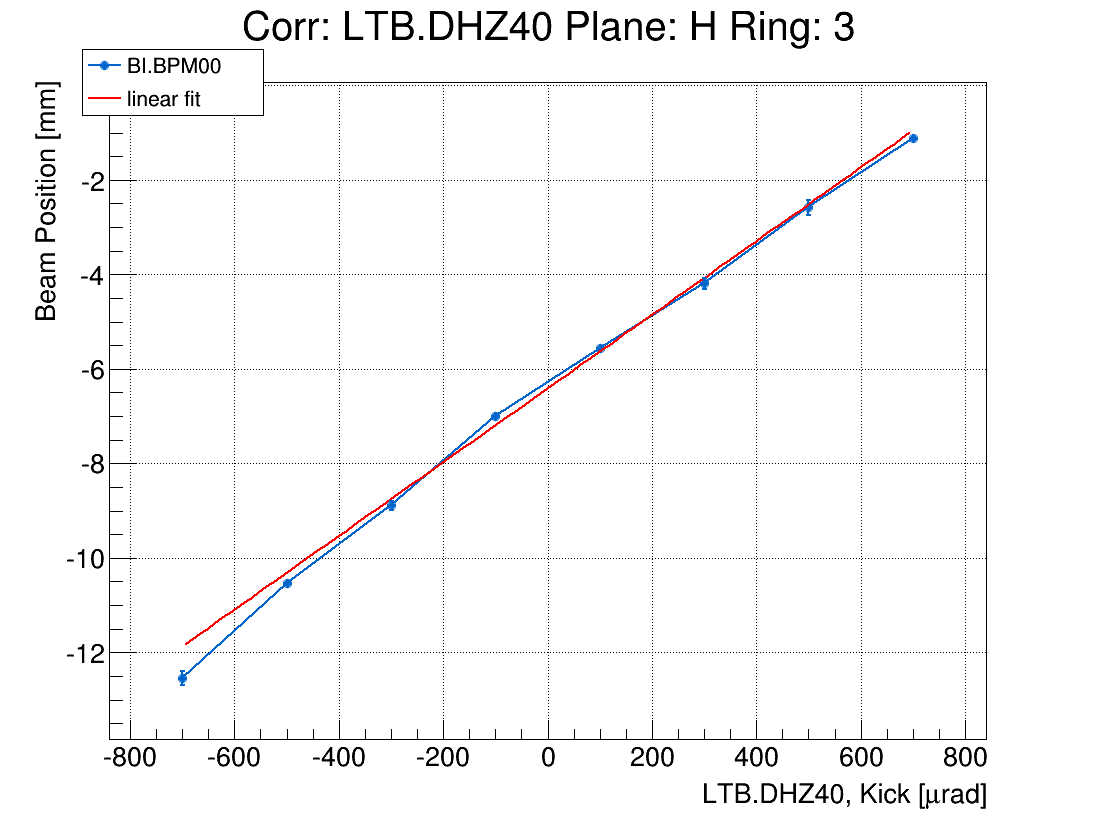 Corr: LTB.DHZ40 Plane: H Ring: 3
BI.BPM00
linear fit
Beam Position [mm]
-2
-4
-6
-8
-10
-12
-800 -600 -400 -200 0 200 400 600 800
LTB.DHZ40, Kick [μrad]